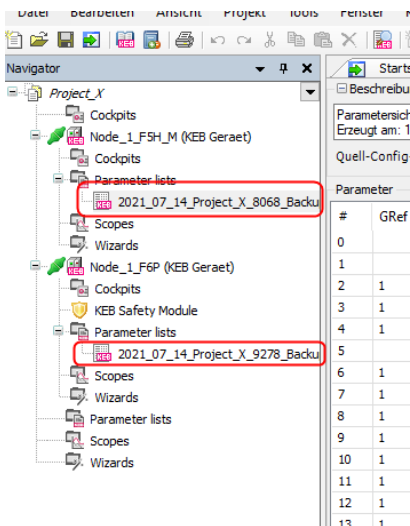 Datei Bearbeiten Ansicht Projekt Tools Fenster
Navigator
Starts
Project_X
Beschreibu
Cockpits
Parametersich
Node_1_F5H_M (KEB Geraet)
Erzeugt am: 1
Cockpits
Quell-Config
Parameter lists
Parameter
2021_07_14_Project_X_8068_Backu
# GRef
Scopes
0
Wizards
1
Node_1_F6P (KEB Geraet)
2 1
Cockpits
3 1
KEB Safety Module
4 1
Parameter lists
5
2021_07_14_Project_X_9278_Backu
6 1
Scopes
7 1
Wizards
8 1
Parameter lists
9 1
Scopes
10 1
Wizards
11 1
12 1
13 1